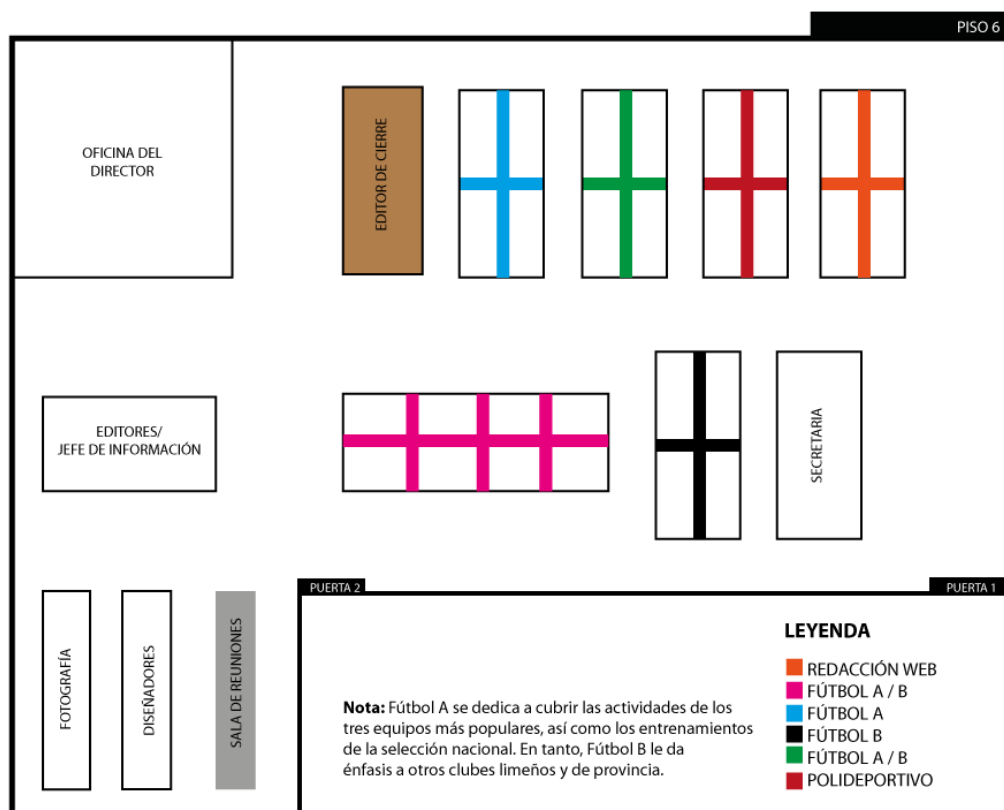 PISO 6
OFICINA DEL
DIRECTOR
EDITOR DE CIERRE
EDITORES/
JEFE DE INFORMACIÓN
SECRETARIA
FOTOGRAFÍA
DISEÑADORES
SALA DE REUNIONES
PUERTA 2
PUERTA 1
Nota: Fútbol A se dedica a cubrir las actividades de los
tres equipos más populares, así como los entrenamientos
de la selección nacional. En tanto, Fútbol B le da
énfasis a otros clubes limeños y de provincia.
LEYENDA
REDACCIÓN WEB
FÚTBOL A / B
FÚTBOL A
FÚTBOL B
FÚTBOL A / B
POLIDEPORTIVO